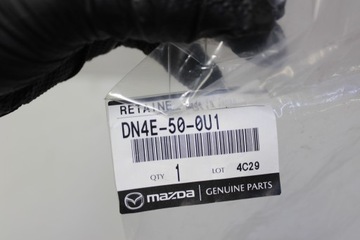 DN4E-50-0U1
QTY 1 LOT 4C29
mazda GENUINE PARTS